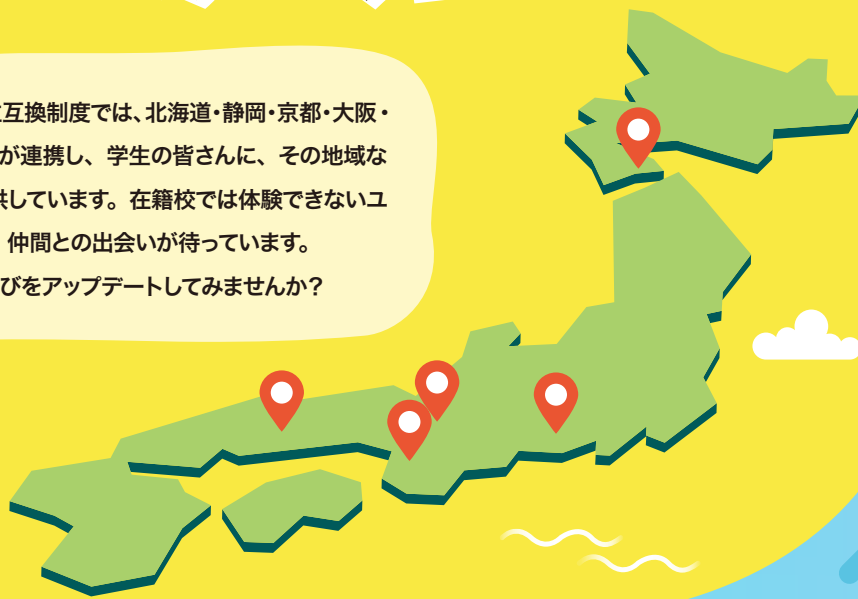 互換制度では、北海道・静岡・京都・大阪・
が連携し、学生の皆さんに、その地域な
供しています。在籍校では体験できないユ
仲間との出会いが待っています。
びをアップデートしてみませんか？